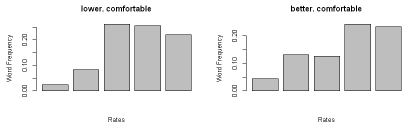 lower. comfortable
Word Frequency
0.00 0.10 0.20
Rates
better. comfortable
Word Frequency
0.00 0.10 0.20
Rates